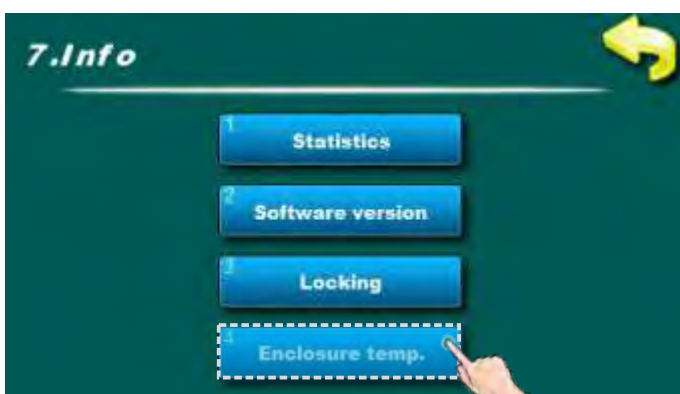 7.Info
1
Statistics
2
Software version
3
Locking
4
Enclosure temp.